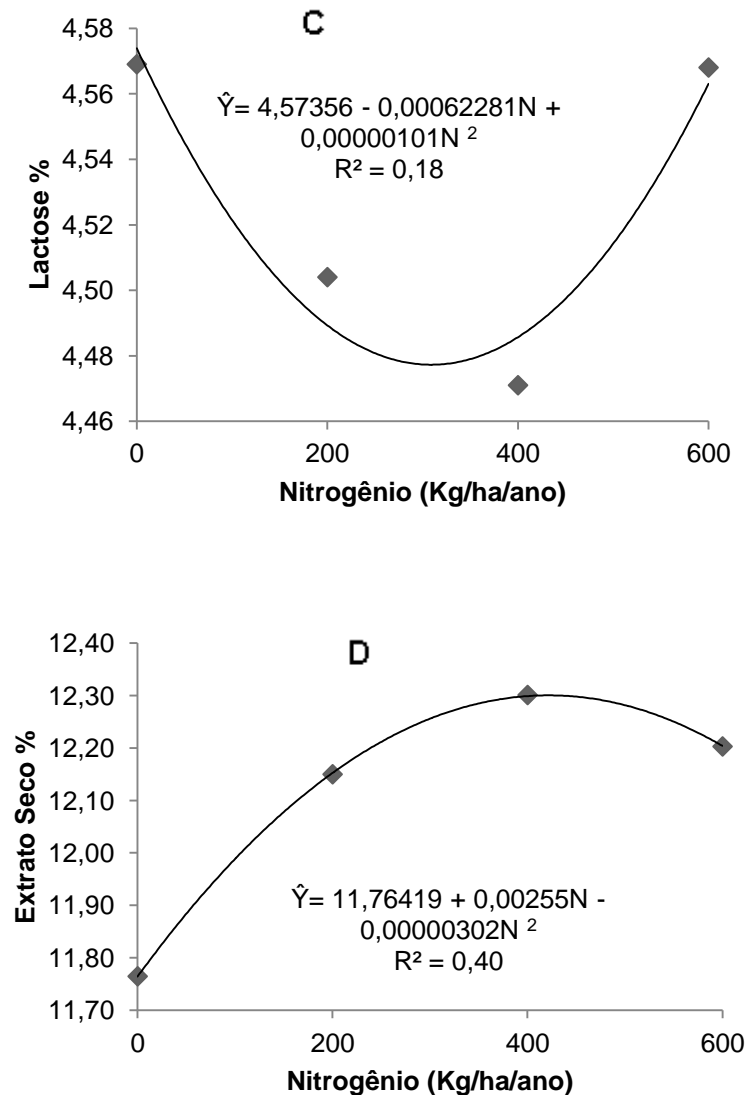 C
4,58
4,56
4,54
4,52
4,50
4,48
4,46
Lactose %
Ŷ= 4,57356 - 0,00062281N +
0,00000101N ²
R² = 0,18
0 200 400 600
Nitrogênio (Kg/ha/ano)
D
12,40
12,30
12,20
12,10
12,00
11,90
11,80
11,70
Extrato Seco %
Ŷ= 11,76419 + 0,00255N -
0,00000302N ²
R² = 0,40
0 200 400 600
Nitrogênio (Kg/ha/ano)